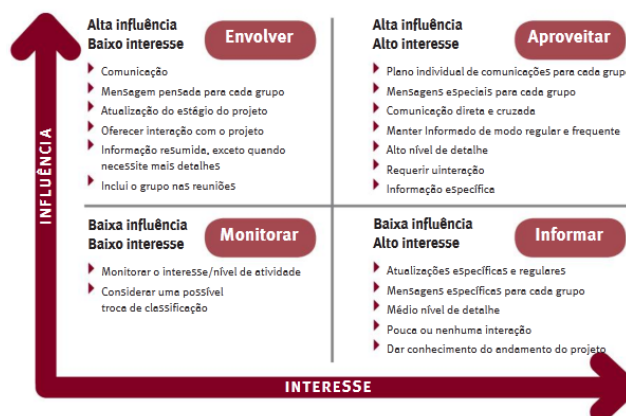 Alta influência
Baixo interesse
Envolver
Comunicação
Mensagem pensada para cada grupo
Atualização do estágio do projeto
Oferecer interação com o projeto
Informação resumida, exceto quando
necessite mais detalhes
Inclui o grupo nas reuniões
Alta influência
Alto interesse
Aproveitar
Plano individual de comunicações para cada grupo
Mensagens especiais para cada grupo
Comunicação direta e cruzada
Manter Informado de modo regular e frequente
Alto nível de detalhe
Requerir uinteração
Informação específica
INFLUÊNCIA
Baixa influência
Baixo interesse
Monitorar
Monitorar o interesse/nível de atividade
Considerar uma possível
troca de classificação
Baixa influência
Alto interesse
Informar
Atualizações específicas e regulares
Mensagens específicas para cada grupo
Médio nível de detalhe
Pouca ou nenhuma interação
Dar conhecimento do andamento do projeto
INTERESSE